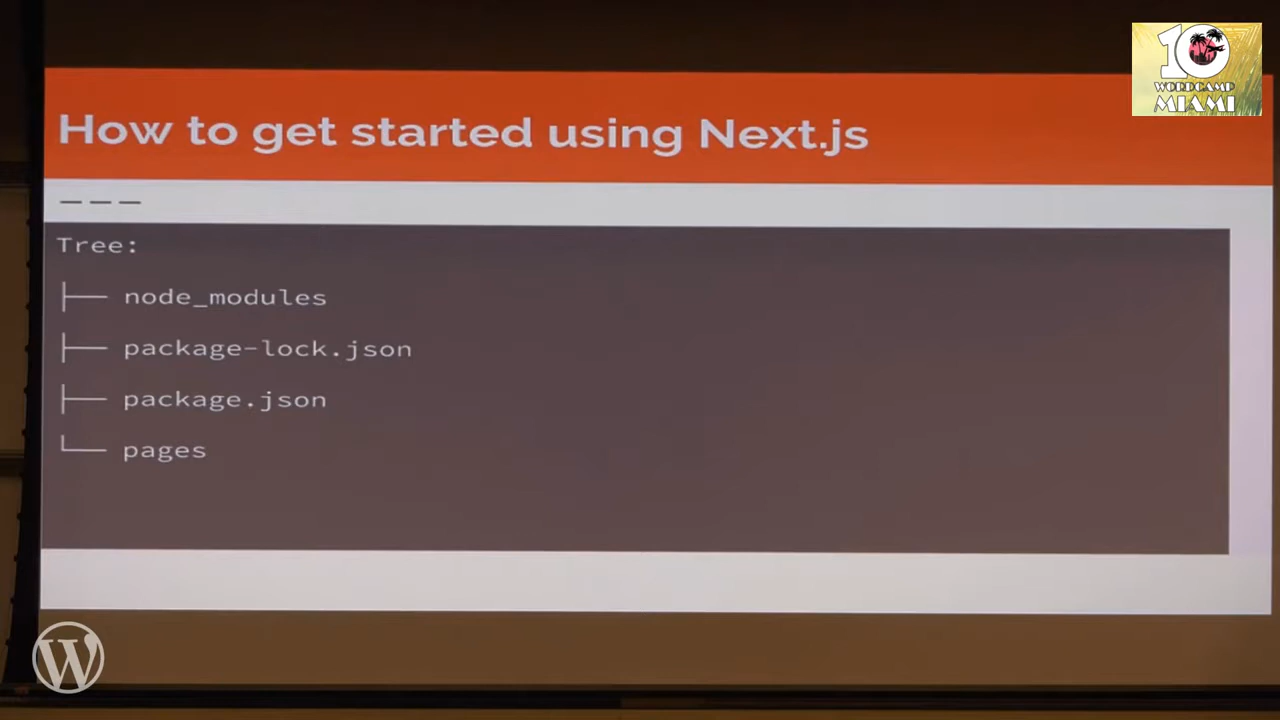 10
WORDCAMP
MIAMI
How to get started using Next.js
———
Tree:
├── node_modules
├── package-lock.json
├── package.json
└── pages
W